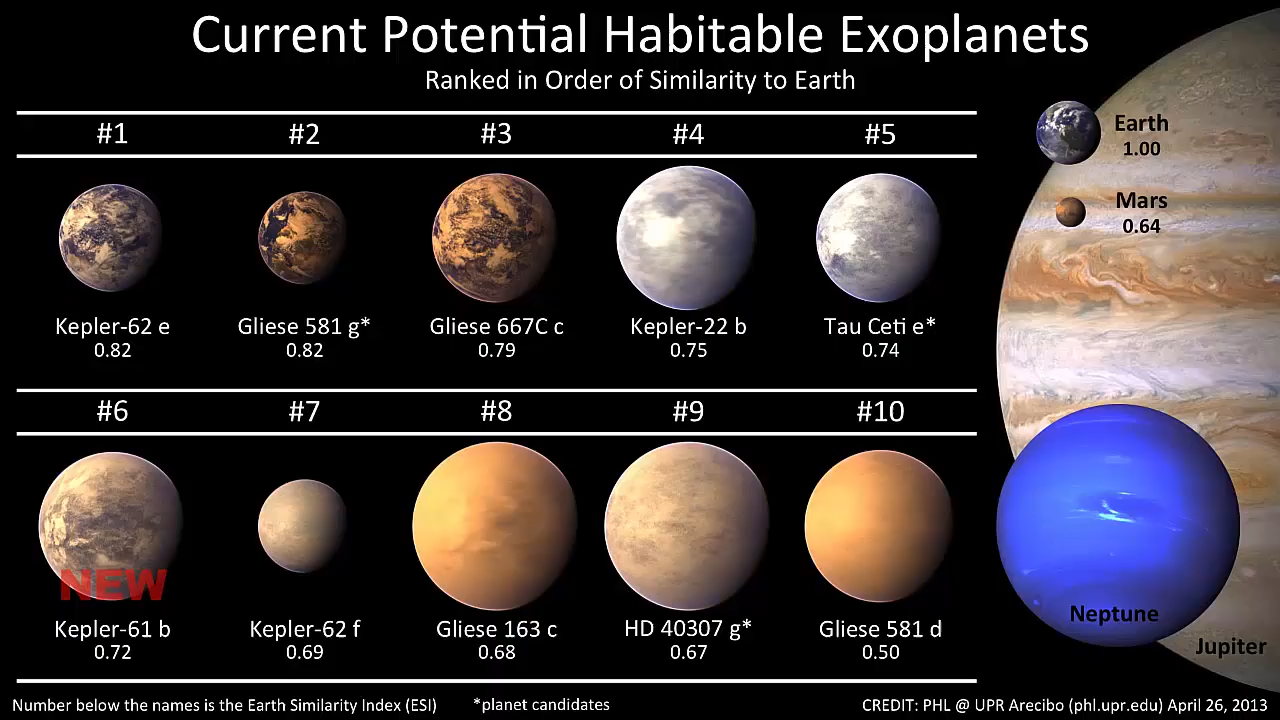 Current Potential Habitable Exoplanets
Ranked in Order of Similarity to Earth
#1 #2 #3 #4 #5
Kepler-62 e Gliese 581 g* Gliese 667C c Kepler-22 b Tau Ceti e*
0.82 0.82 0.79 0.75 0.74
#6 #7 #8 #9 #10
NEW
Kepler-61 b Kepler-62 f Gliese 163 c HD 40307 g* Gliese 581 d
0.72 0.69 0.68 0.67 0.50
Earth
1.00
Mars
0.64
Neptune
Jupiter
Number below the names is the Earth Similarity Index (ESI) *planet candidates CREDIT: PHL @ UPR Arecibo (phl.upr.edu) April 26, 2013